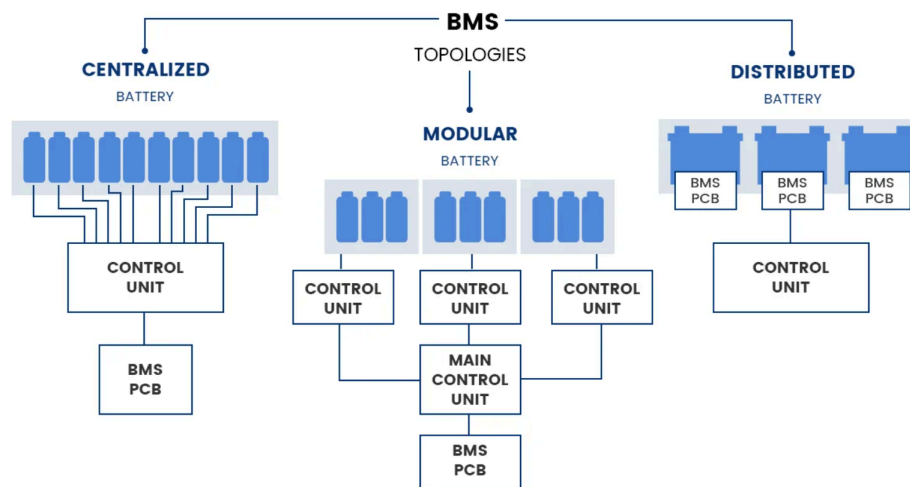 BMS
TOPOLOGIES
CENTRALIZED
BATTERY
CONTROL
UNIT
BMS
PCB
MODULAR
BATTERY
CONTROL
UNIT
CONTROL
UNIT
CONTROL
UNIT
MAIN
CONTROL
UNIT
BMS
PCB
DISTRIBUTED
BATTERY
BMS
PCB
BMS
PCB
BMS
PCB
CONTROL
UNIT